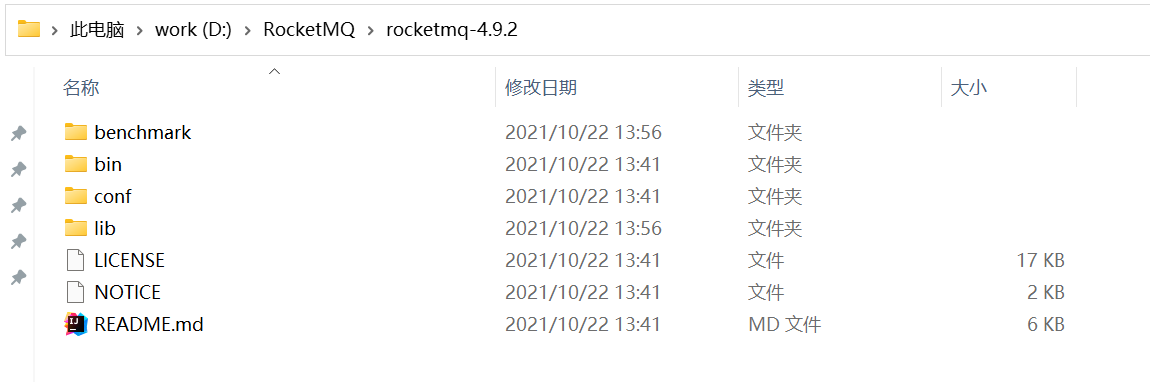 此电脑 > work (D:) > RocketMQ > rocketmq-4.9.2
名称 修改日期 类型 大小
benchmark 2021/10/22 13:56 文件夹
bin 2021/10/22 13:41 文件夹
conf 2021/10/22 13:41 文件夹
lib 2021/10/22 13:56 文件夹
LICENSE 2021/10/22 13:41 文件 17 KB
NOTICE 2021/10/22 13:41 文件 2 KB
README.md 2021/10/22 13:41 MD 文件 6 KB